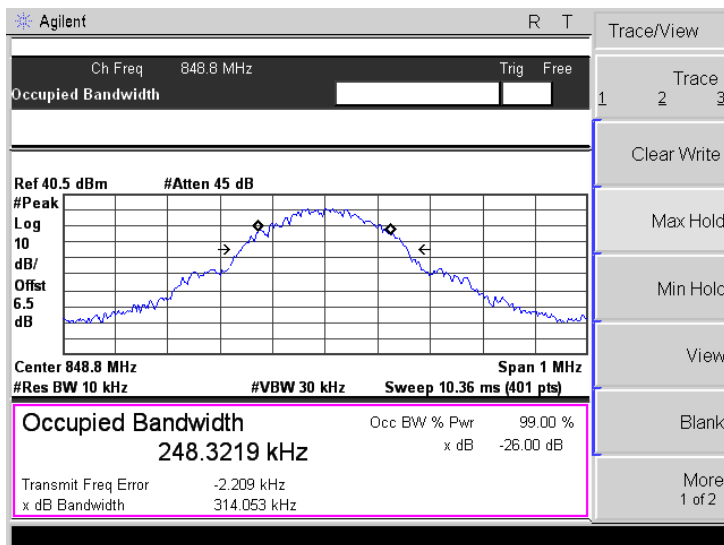 Agilent R T
Trace/View
Ch Freq 848.8 MHz Trig Free
Occupied Bandwidth
Trace
1 2 3
Clear Write
Max Hold
Min Hold
View
Blank
More
1 of 2
Ref 40.5 dBm #Atten 45 dB
#Peak
Log
10
dB/
Offst
6.5
dB
Center 848.8 MHz Span 1 MHz
#Res BW 10 kHz #VBW 30 kHz Sweep 10.36 ms (401 pts)
Occupied Bandwidth Occ BW % Pwr 99.00 %
248.3219 kHz x dB -26.00 dB
Transmit Freq Error -2.209 kHz
x dB Bandwidth 314.053 kHz